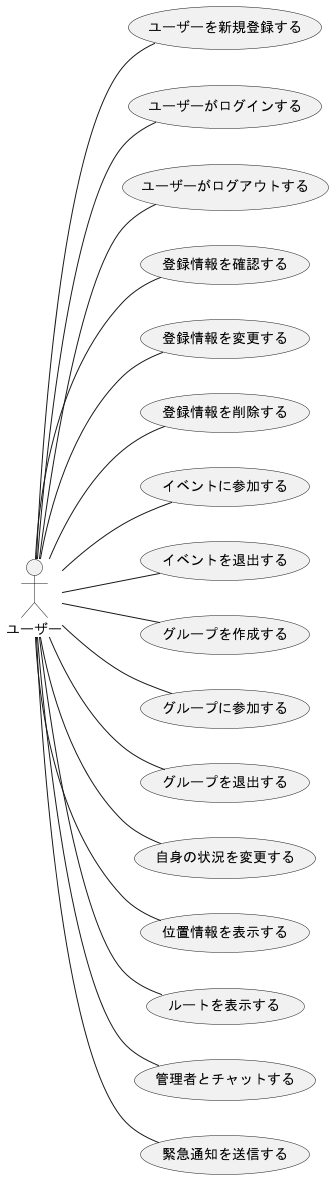 ユーザーを新規登録する
ユーザーがログインする
ユーザーがログアウトする
登録情報を確認する
登録情報を変更する
登録情報を削除する
イベントに参加する
イベントを退出する
ユーザー
グループを作成する
グループに参加する
グループを退出する
自身の状況を変更する
位置情報を表示する
ルートを表示する
管理者とチャットする
緊急通知を送信する